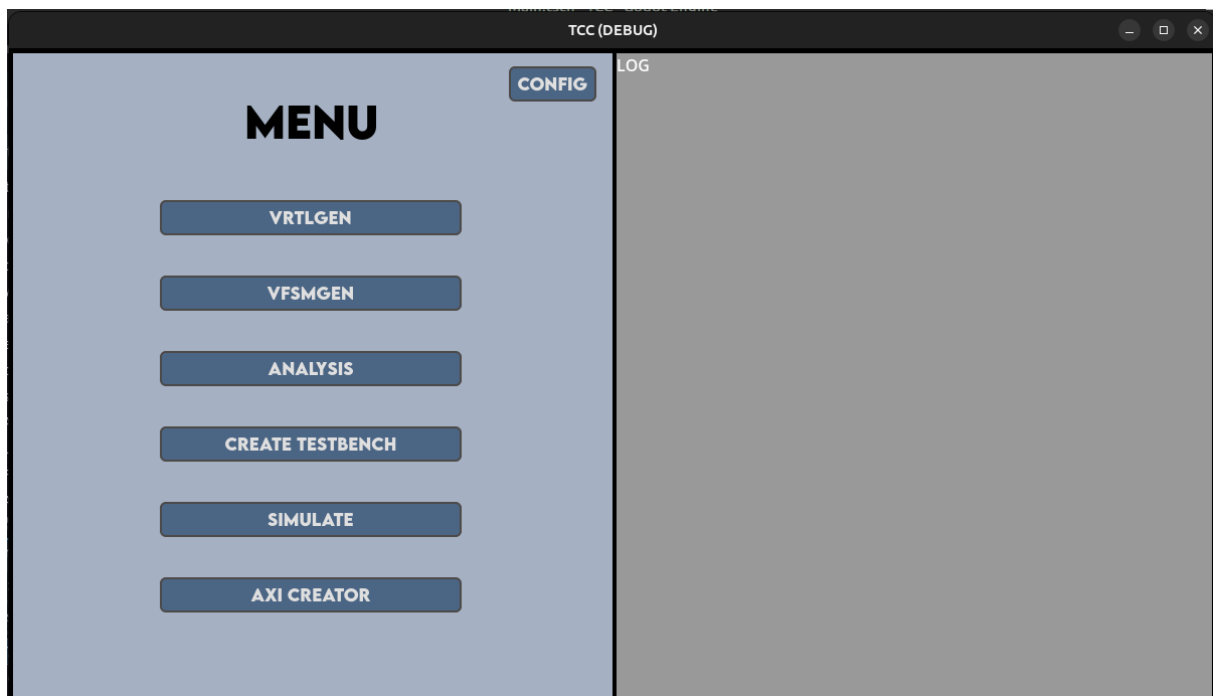 TCC (DEBUG)
CONFIG
MENU
VRTLGEN
VFSMGEN
ANALYSIS
CREATE TESTBENCH
SIMULATE
AXI CREATOR
LOG